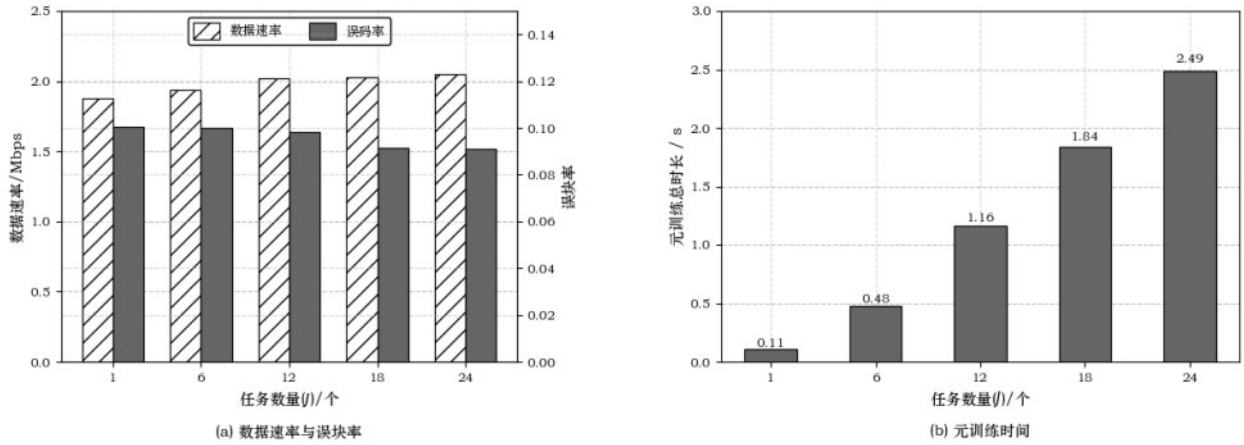 2.5
2.0
1.5
1.0
0.5
0.0
数据速率/Mbps
数据速率
误码率
0.14
0.12
0.10
0.08
0.06
0.04
0.02
0.00
误块率
1 6 12 18 24
任务数量(J)/个
(a) 数据速率与误块率
3.0
2.5
2.0
1.5
1.0
0.5
0.0
元训练总时长 / s
0.11
0.48
1.16
1.84
2.49
1 6 12 18 24
任务数量(J)/个
(b) 元训练时间